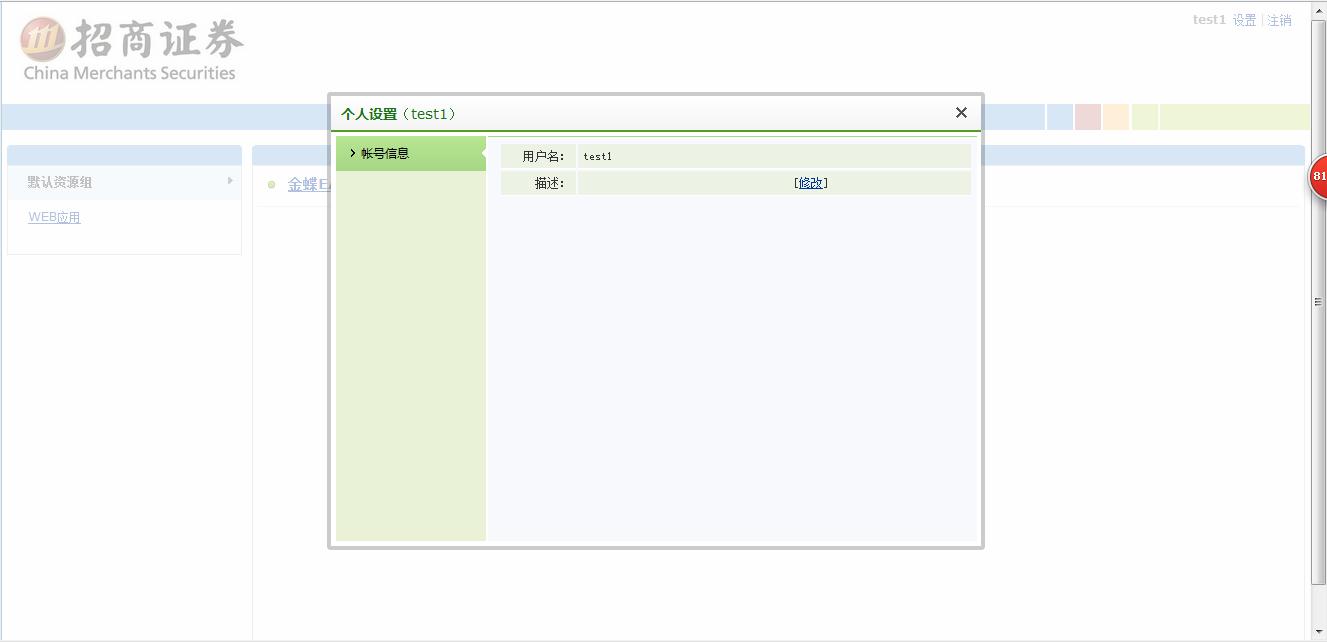 招商证券
China Merchants Securities
test1 设置 | 注销
个人设置（test1）
帐号信息
用户名： test1
描述： [修改]
默认资源组
WEB应用
金蝶E
81